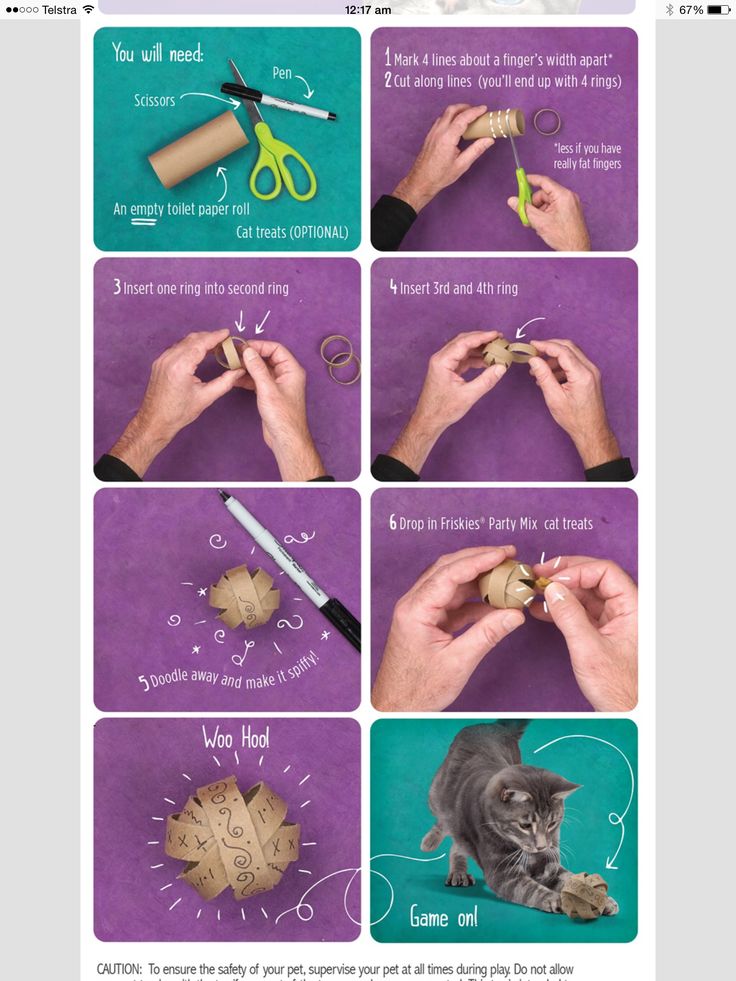 Telstra 12:17 am 67%
You will need:
Pen
Scissors
An empty toilet paper roll
Cat treats (OPTIONAL)
1 Mark 4 lines about a finger's width apart*
2 Cut along lines (you'll end up with 4 rings)
*less if you have
really fat fingers
3 Insert one ring into second ring
4 Insert 3rd and 4th ring
5 Doodle away and make it spiffy!
6 Drop in Friskies® Party Mix cat treats
Woo Hoo!
Game on!
CAUTION: To ensure the safety of your pet, supervise your pet at all times during play. Do not allow